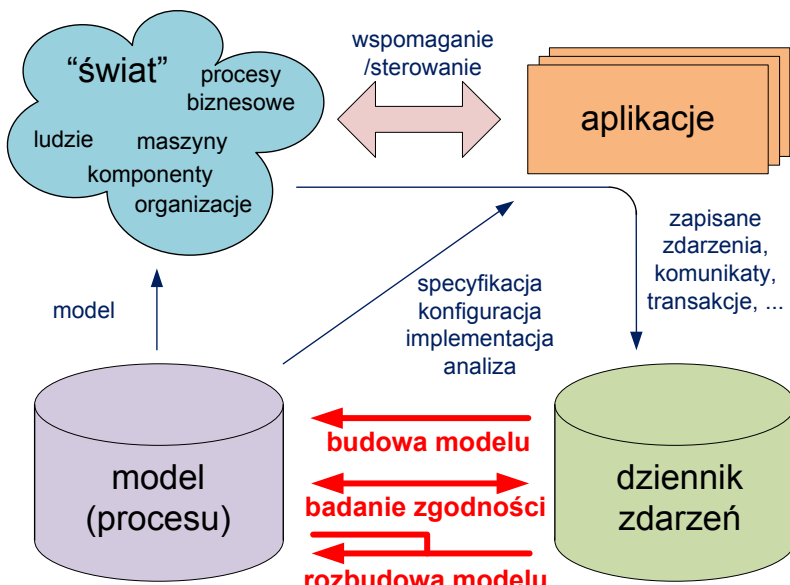 “świat”
procesy
biznesowe
ludzie
maszyny
komponenty
organizacje
wspomaganie
/sterowanie
aplikacje
zapisane
zdarzenia,
komunikaty,
transakcje, ...
model
specyfikacja
konfiguracja
implementacja
analiza
model
(procesu)
budowa modelu
badanie zgodności
rozbudowa modelu
dziennik
zdarzeń